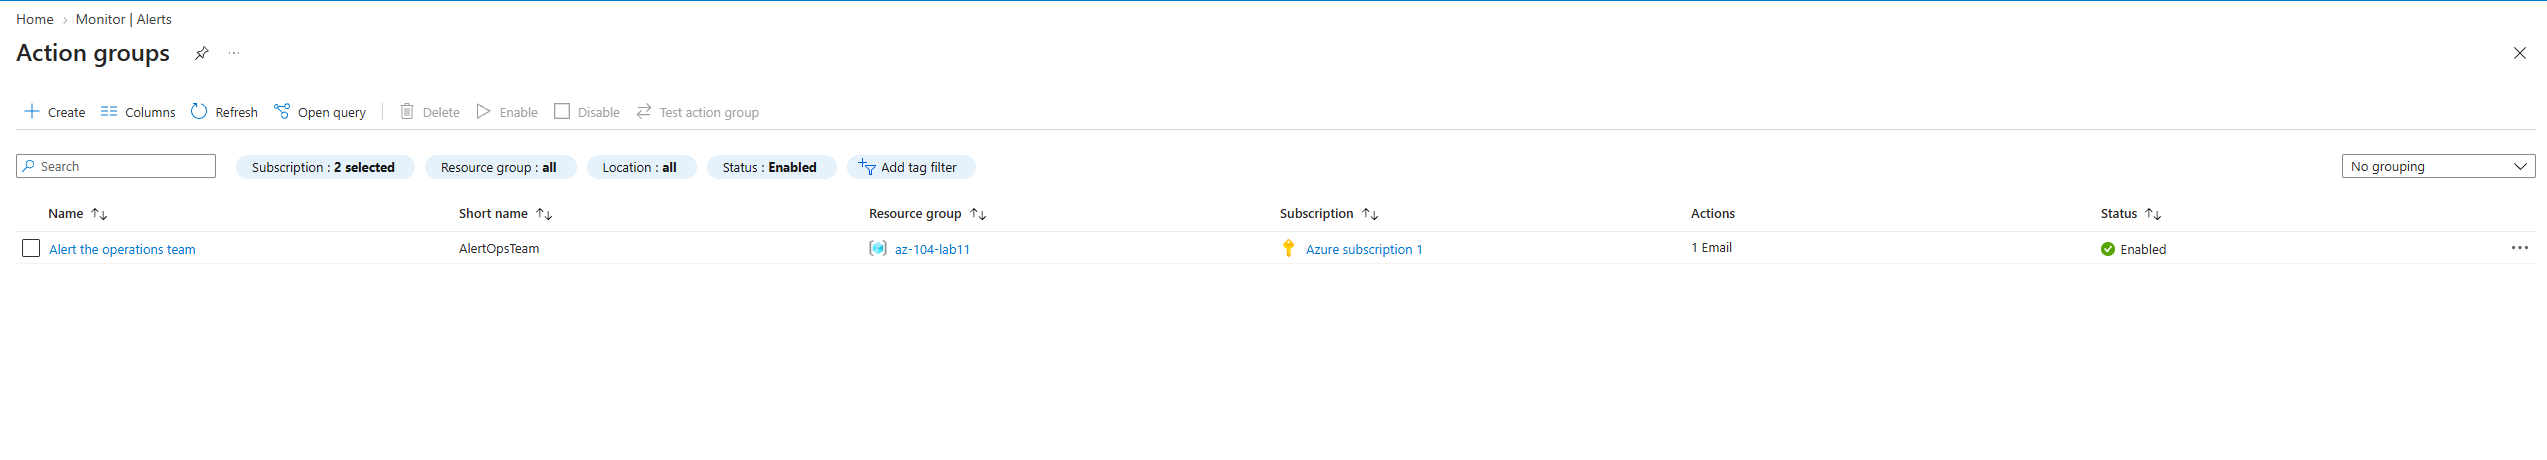 Home > Monitor | Alerts
Action groups
Create Columns Refresh Open query Delete Enable Disable Test action group
Search Subscription : 2 selected Resource group : all Location : all Status : Enabled Add tag filter No grouping
Name Short name Resource group Subscription Actions Status
Alert the operations team AlertOpsTeam az-104-lab11 Azure subscription 1 1 Email Enabled